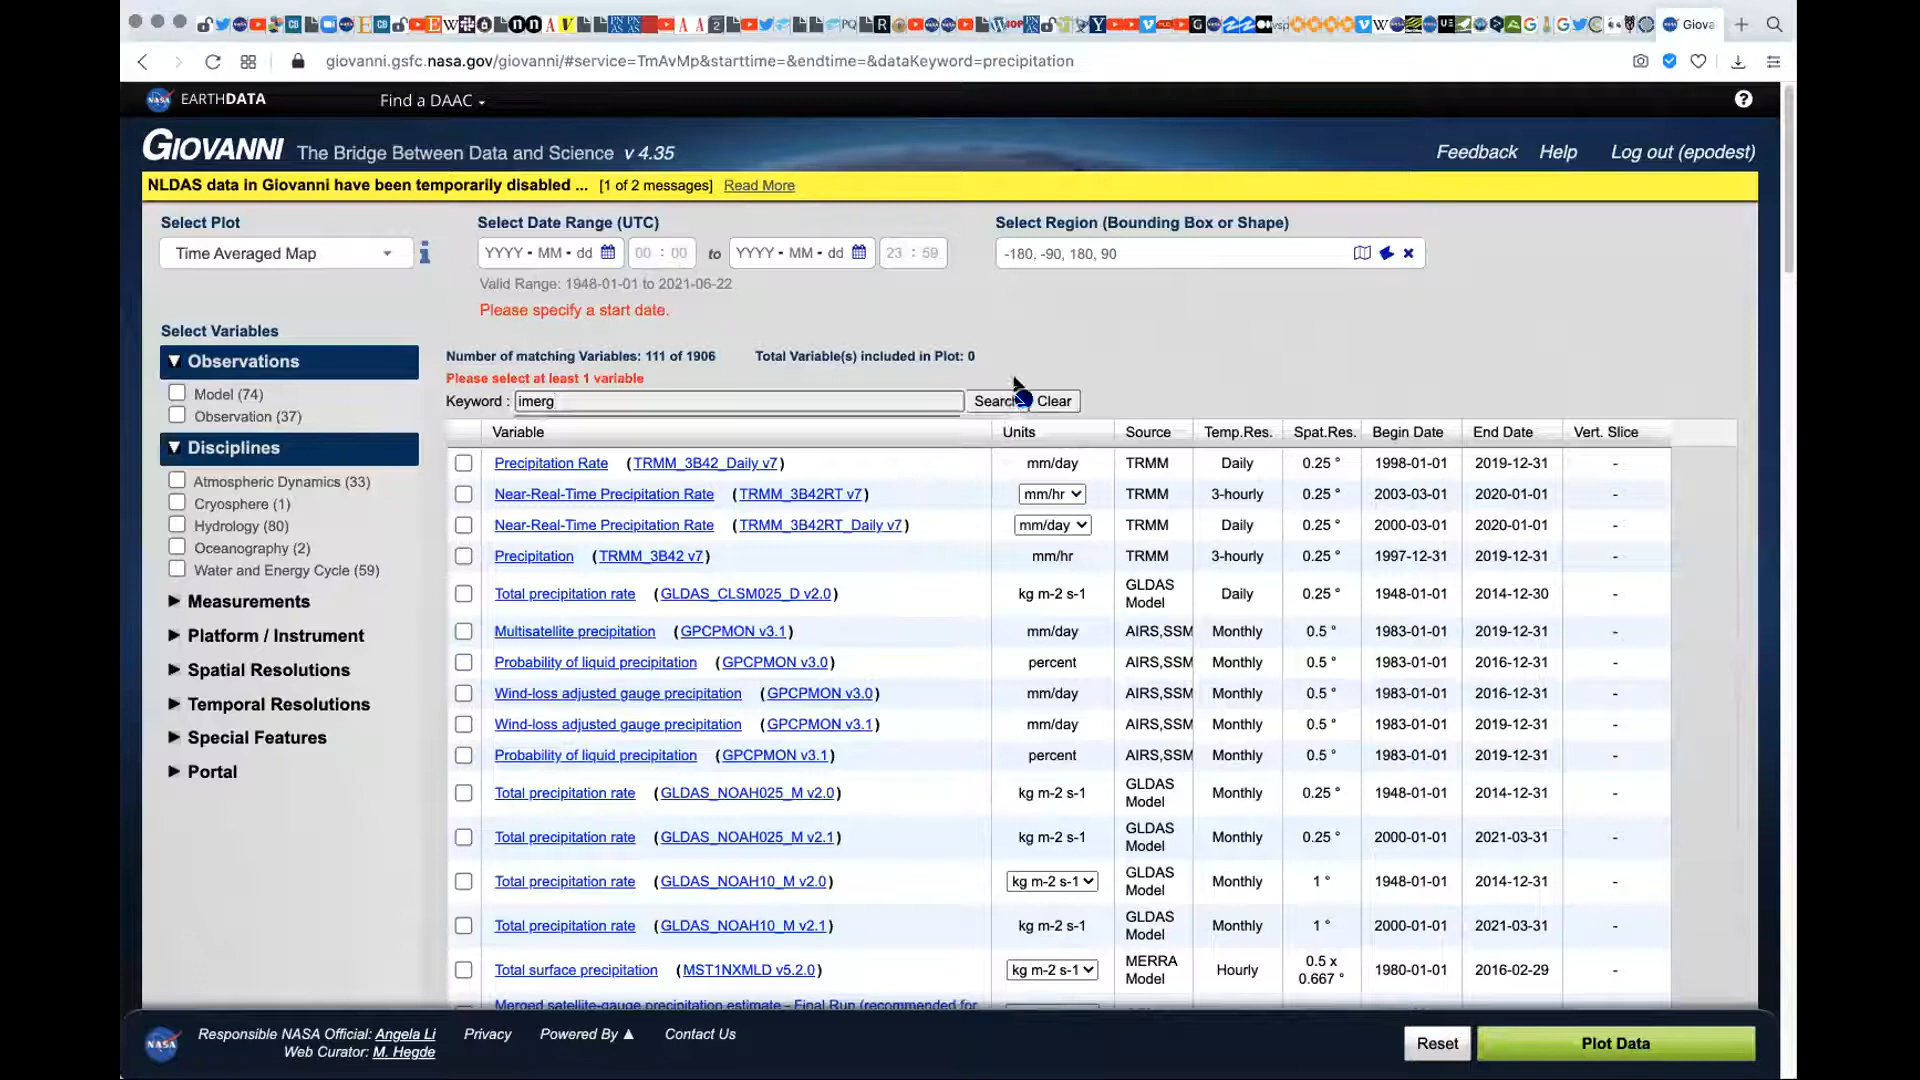 Giova
giovanni.gsfc.nasa.gov/giovanni/#service=TmAvMp&starttime=&endtime=&dataKeyword=precipitation
NASA EARTHDATA Find a DAAC ?
GIOVANNI The Bridge Between Data and Science v 4.35 Feedback Help Log out (epodest)
NLDAS data in Giovanni have been temporarily disabled ... [1 of 2 messages] Read More
Select Plot Select Date Range (UTC) Select Region (Bounding Box or Shape)
Time Averaged Map i YYYY - MM - dd 00 : 00 to YYYY - MM - dd 23 : 59 -180, -90, 180, 90
Valid Range: 1948-01-01 to 2021-06-22
Please specify a start date.
Select Variables
Number of matching Variables: 111 of 1906 Total Variable(s) included in Plot: 0
Please select at least 1 variable
Keyword : imerg Search Clear
▼ Observations
Model (74)
Observation (37)
▼ Disciplines
Atmospheric Dynamics (33)
Cryosphere (1)
Hydrology (80)
Oceanography (2)
Water and Energy Cycle (59)
▶ Measurements
▶ Platform / Instrument
▶ Spatial Resolutions
▶ Temporal Resolutions
▶ Special Features
▶ Portal
Variable Units Source Temp.Res. Spat.Res. Begin Date End Date Vert. Slice
Precipitation Rate (TRMM_3B42_Daily v7) mm/day TRMM Daily 0.25 ° 1998-01-01 2019-12-31 -
Near-Real-Time Precipitation Rate (TRMM_3B42RT v7) mm/hr TRMM 3-hourly 0.25 ° 2003-03-01 2020-01-01 -
Near-Real-Time Precipitation Rate (TRMM_3B42RT_Daily v7) mm/day TRMM Daily 0.25 ° 2000-03-01 2020-01-01 -
Precipitation (TRMM_3B42 v7) mm/hr TRMM 3-hourly 0.25 ° 1997-12-31 2019-12-31 -
Total precipitation rate (GLDAS_CLSM025_D v2.0) kg m-2 s-1 GLDAS Model Daily 0.25 ° 1948-01-01 2014-12-30 -
Multisatellite precipitation (GPCPMON v3.1) mm/day AIRS,SSM Monthly 0.5 ° 1983-01-01 2019-12-31 -
Probability of liquid precipitation (GPCPMON v3.0) percent AIRS,SSM Monthly 0.5 ° 1983-01-01 2016-12-31 -
Wind-loss adjusted gauge precipitation (GPCPMON v3.0) mm/day AIRS,SSM Monthly 0.5 ° 1983-01-01 2016-12-31 -
Wind-loss adjusted gauge precipitation (GPCPMON v3.1) mm/day AIRS,SSM Monthly 0.5 ° 1983-01-01 2019-12-31 -
Probability of liquid precipitation (GPCPMON v3.1) percent AIRS,SSM Monthly 0.5 ° 1983-01-01 2019-12-31 -
Total precipitation rate (GLDAS_NOAH025_M v2.0) kg m-2 s-1 GLDAS Model Monthly 0.25 ° 1948-01-01 2014-12-31 -
Total precipitation rate (GLDAS_NOAH025_M v2.1) kg m-2 s-1 GLDAS Model Monthly 0.25 ° 2000-01-01 2021-03-31 -
Total precipitation rate (GLDAS_NOAH10_M v2.0) kg m-2 s-1 GLDAS Model Monthly 1 ° 1948-01-01 2014-12-31 -
Total precipitation rate (GLDAS_NOAH10_M v2.1) kg m-2 s-1 GLDAS Model Monthly 1 ° 2000-01-01 2021-03-31 -
Total surface precipitation (MST1NXMLD v5.2.0) kg m-2 s-1 MERRA Model Hourly 0.5 x 0.667 ° 1980-01-01 2016-02-29 -
Merged satellite-gauge precipitation estimate - Final Run (recommended for
NASA Responsible NASA Official: Angela Li Privacy Powered By ▲ Contact Us Reset Plot Data
Web Curator: M. Hegde